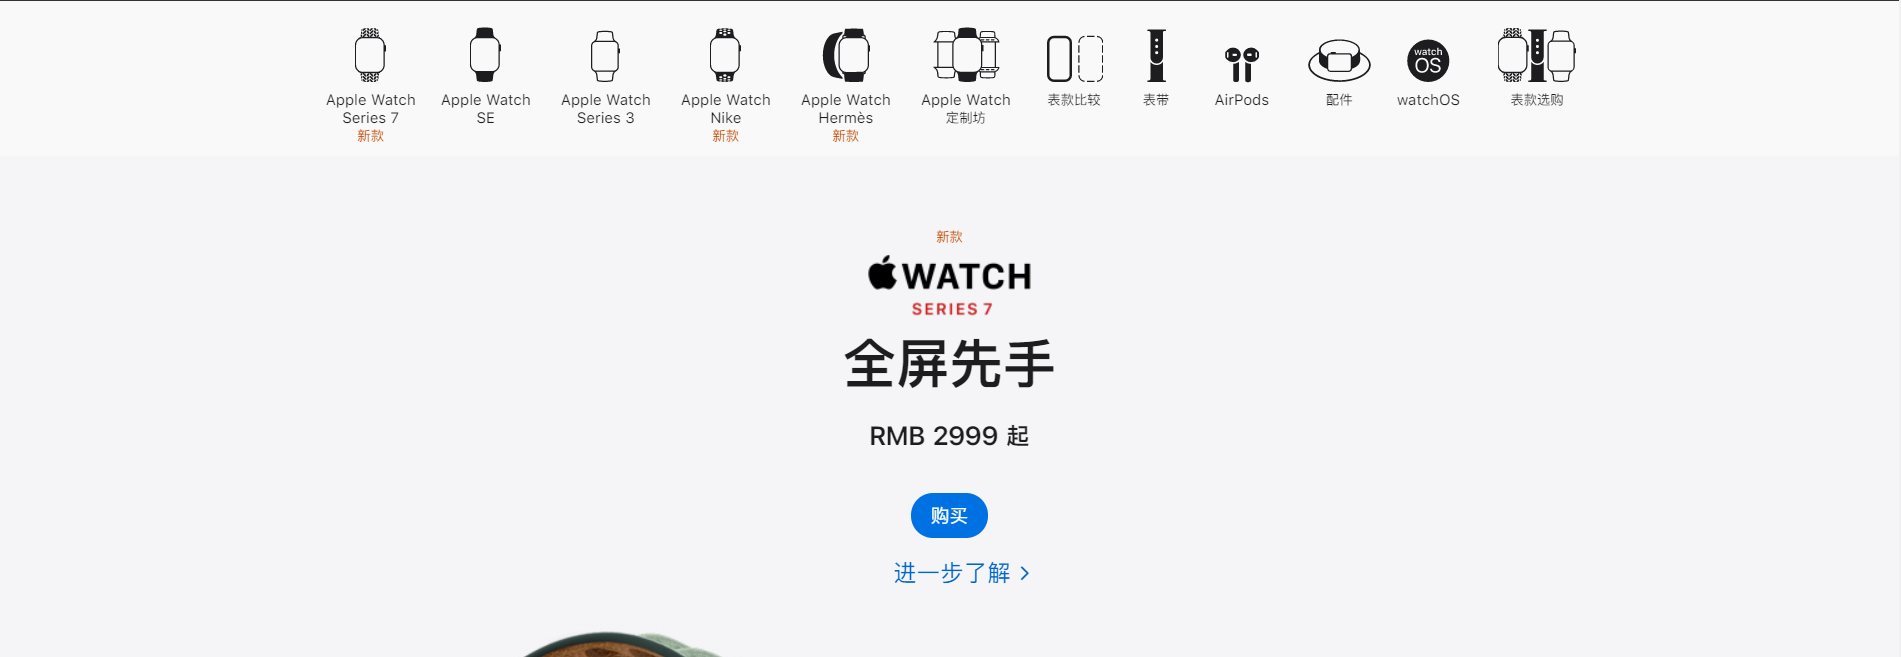 Apple Watch
Series 7
新款
Apple Watch
SE
Apple Watch
Series 3
Apple Watch
Nike
新款
Apple Watch
Hermès
新款
Apple Watch
定制坊
表款比较
表带
AirPods
配件
watch
OS
watchOS
表款选购
新款
WATCH
SERIES 7
全屏先手
RMB 2999 起
购买
进一步了解 >